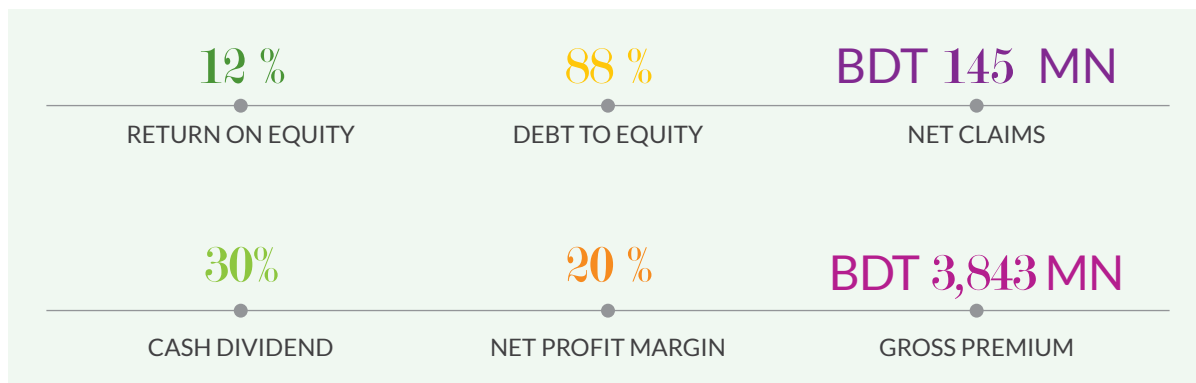 12 %
88 %
BDT 145 MN
RETURN ON EQUITY
DEBT TO EQUITY
NET CLAIMS
30%
20 %
BDT 3,843 MN
CASH DIVIDEND
NET PROFIT MARGIN
GROSS PREMIUM